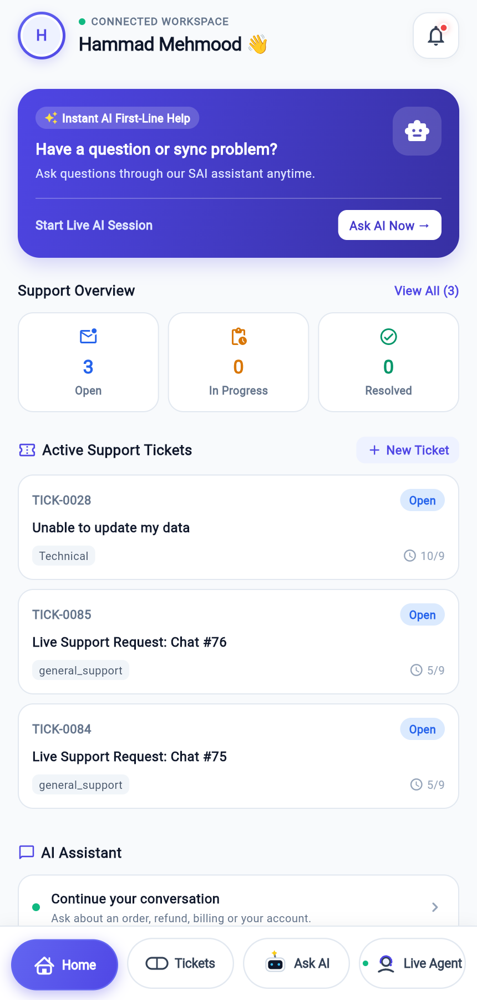 H
CONNECTED WORKSPACE
Hammad Mehmood 👋
Instant AI First-Line Help
Have a question or sync problem?
Ask questions through our SAI assistant anytime.
Start Live AI Session
Ask AI Now →
Support Overview
View All (3)
3
Open
0
In Progress
0
Resolved
Active Support Tickets
+ New Ticket
TICK-0028
Open
Unable to update my data
Technical
10/9
TICK-0085
Open
Live Support Request: Chat #76
general_support
5/9
TICK-0084
Open
Live Support Request: Chat #75
general_support
5/9
AI Assistant
Continue your conversation
Ask about an order, refund, billing or your account.
Home
Tickets
Ask AI
Live Agent